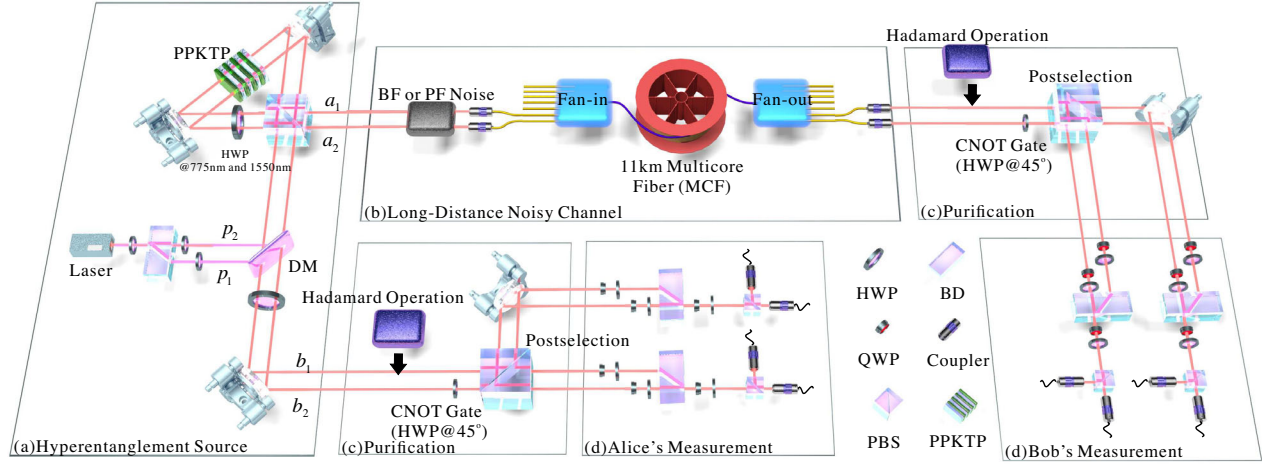 PPKTP
HWP
@775nm and 1550nm
a1
a2
Laser
p2
p1
DM
b1
b2
(a)Hyperentanglement Source
BF or PF Noise
Fan-in
Fan-out
11km Multicore
Fiber (MCF)
(b)Long-Distance Noisy Channel
Hadamard Operation
Postselection
CNOT Gate
(HWP@45°)
(c)Purification
Hadamard Operation
Postselection
CNOT Gate
(HWP@45°)
(c)Purification
(d)Alice's Measurement
HWP
BD
QWP
Coupler
PBS
PPKTP
(d)Bob's Measurement